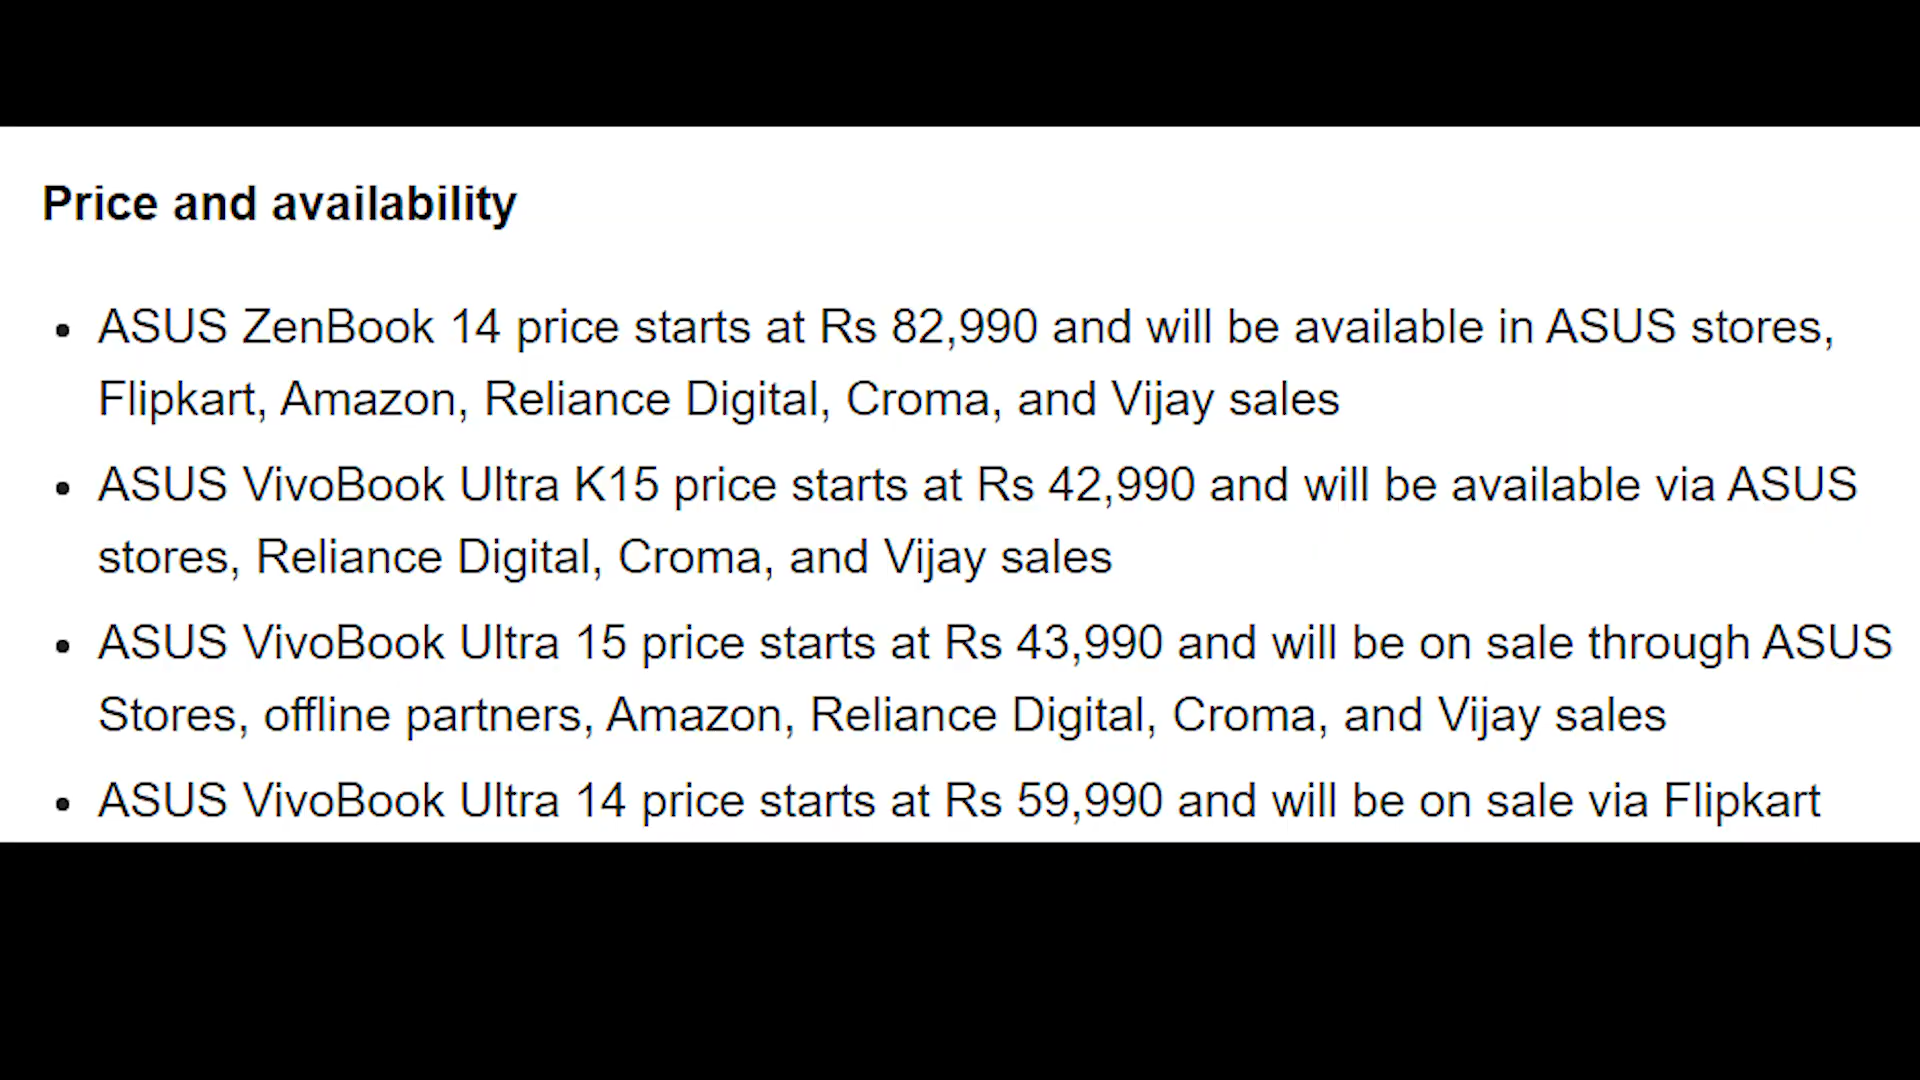 Price and availability
• ASUS ZenBook 14 price starts at Rs 82,990 and will be available in ASUS stores,
Flipkart, Amazon, Reliance Digital, Croma, and Vijay sales
• ASUS VivoBook Ultra K15 price starts at Rs 42,990 and will be available via ASUS
stores, Reliance Digital, Croma, and Vijay sales
• ASUS VivoBook Ultra 15 price starts at Rs 43,990 and will be on sale through ASUS
Stores, offline partners, Amazon, Reliance Digital, Croma, and Vijay sales
• ASUS VivoBook Ultra 14 price starts at Rs 59,990 and will be on sale via Flipkart